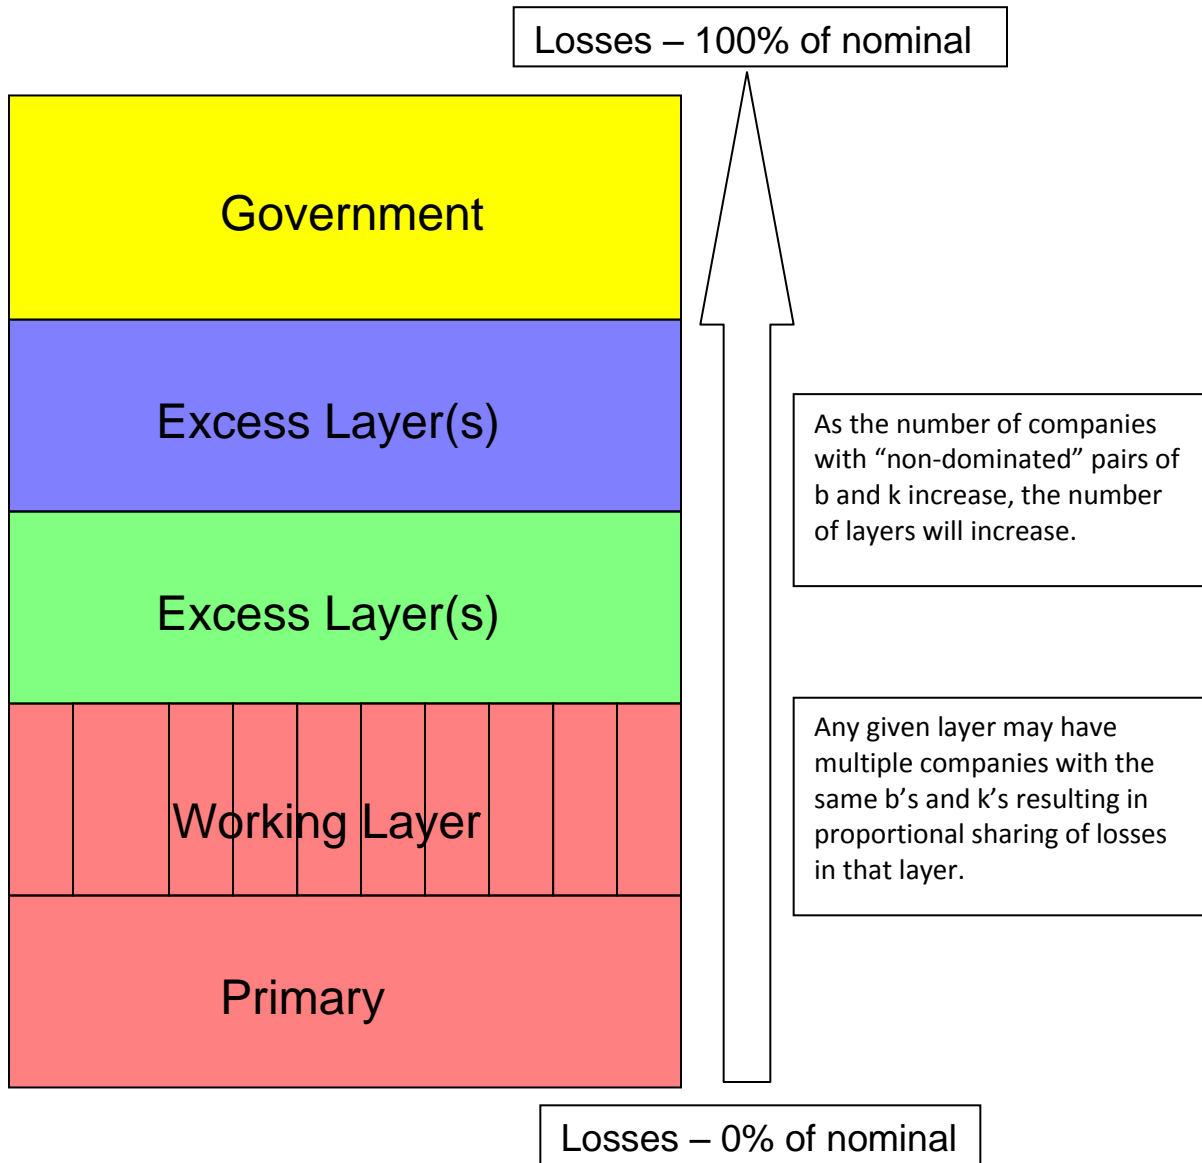 Losses – 100% of nominal
Government
Excess Layer(s)
As the number of companies
with “non-dominated” pairs of
b and k increase, the number
of layers will increase.
Excess Layer(s)
Any given layer may have
multiple companies with the
same b’s and k’s resulting in
proportional sharing of losses
in that layer.
Working Layer
Primary
Losses – 0% of nominal